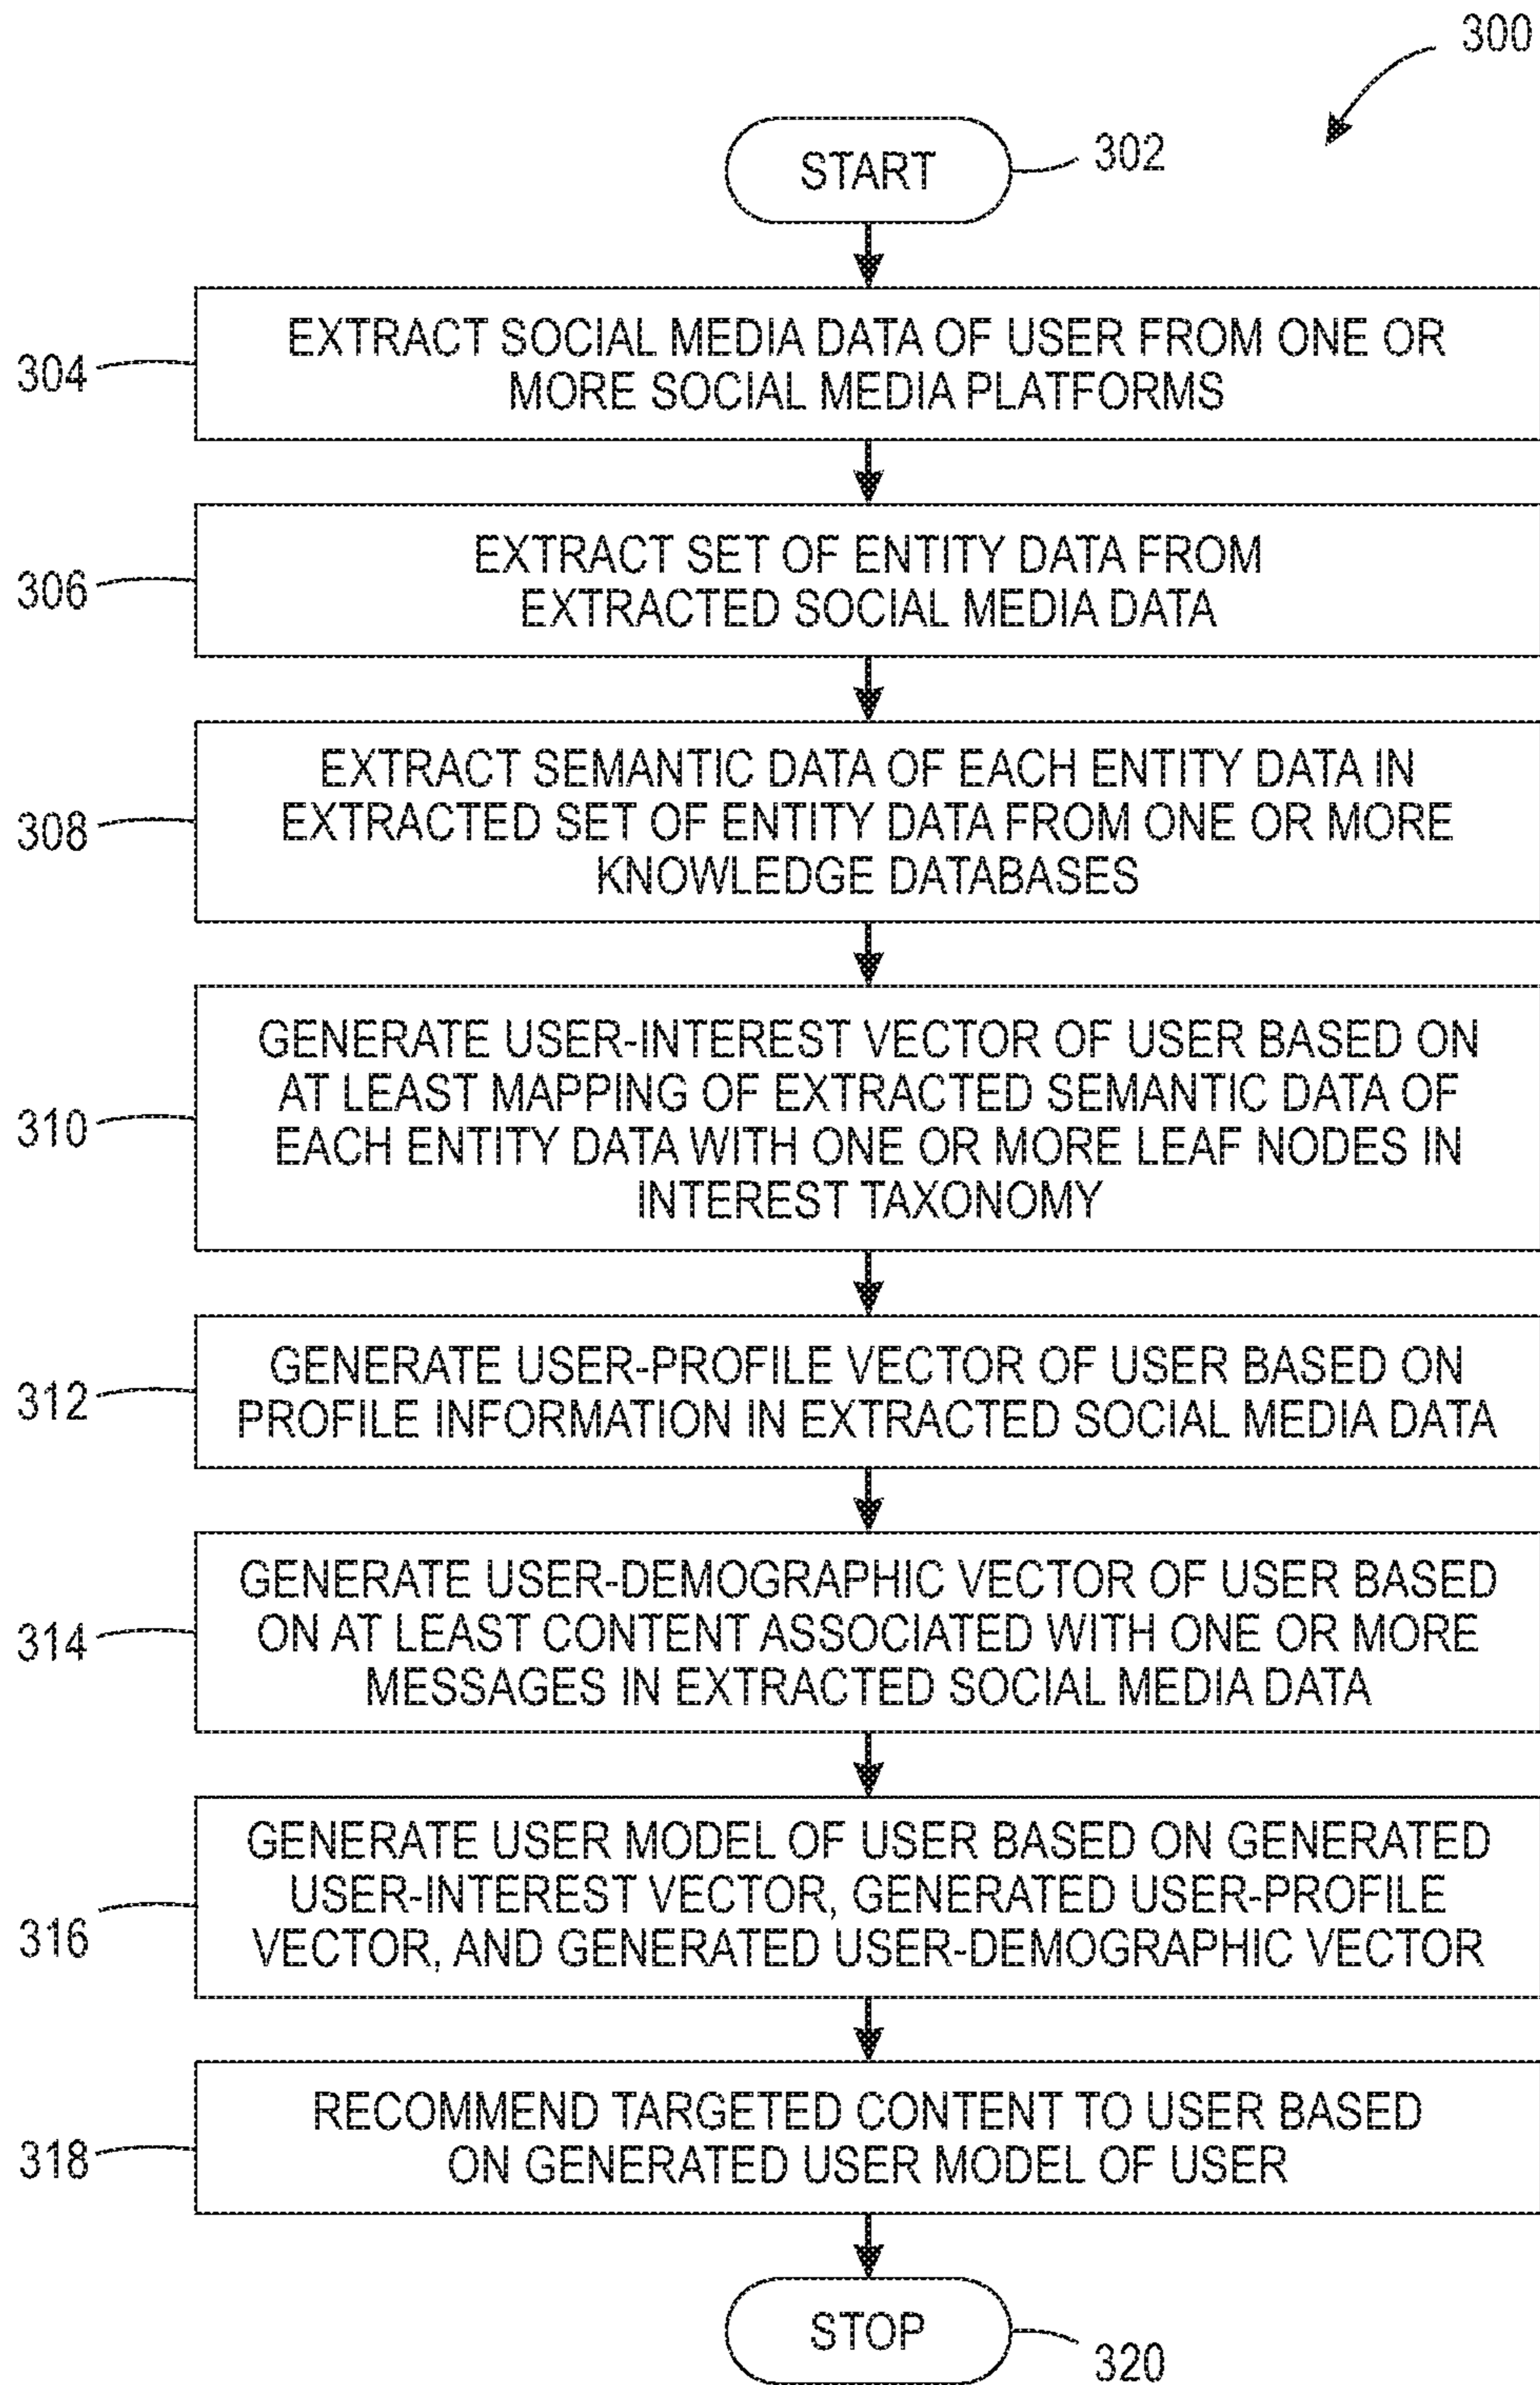 300
START
302
304
EXTRACT SOCIAL MEDIA DATA OF USER FROM ONE OR
MORE SOCIAL MEDIA PLATFORMS
306
EXTRACT SET OF ENTITY DATA FROM
EXTRACTED SOCIAL MEDIA DATA
308
EXTRACT SEMANTIC DATA OF EACH ENTITY DATA IN
EXTRACTED SET OF ENTITY DATA FROM ONE OR MORE
KNOWLEDGE DATABASES
310
GENERATE USER-INTEREST VECTOR OF USER BASED ON
AT LEAST MAPPING OF EXTRACTED SEMANTIC DATA OF
EACH ENTITY DATA WITH ONE OR MORE LEAF NODES IN
INTEREST TAXONOMY
312
GENERATE USER-PROFILE VECTOR OF USER BASED ON
PROFILE INFORMATION IN EXTRACTED SOCIAL MEDIA DATA
314
GENERATE USER-DEMOGRAPHIC VECTOR OF USER BASED
ON AT LEAST CONTENT ASSOCIATED WITH ONE OR MORE
MESSAGES IN EXTRACTED SOCIAL MEDIA DATA
316
GENERATE USER MODEL OF USER BASED ON GENERATED
USER-INTEREST VECTOR, GENERATED USER-PROFILE
VECTOR, AND GENERATED USER-DEMOGRAPHIC VECTOR
318
RECOMMEND TARGETED CONTENT TO USER BASED
ON GENERATED USER MODEL OF USER
STOP
320